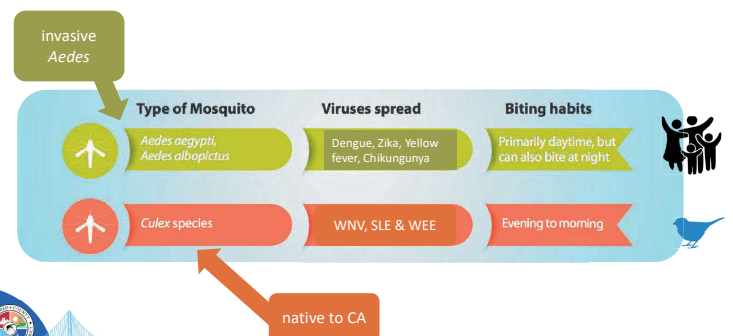 invasive
Aedes
Type of Mosquito
Viruses spread
Biting habits
Aedes aegypti,
Aedes albopictus
Dengue, Zika, Yellow
fever, Chikungunya
Primarily daytime, but
can also bite at night
Culex species
WNV, SLE & WEE
Evening to morning
native to CA